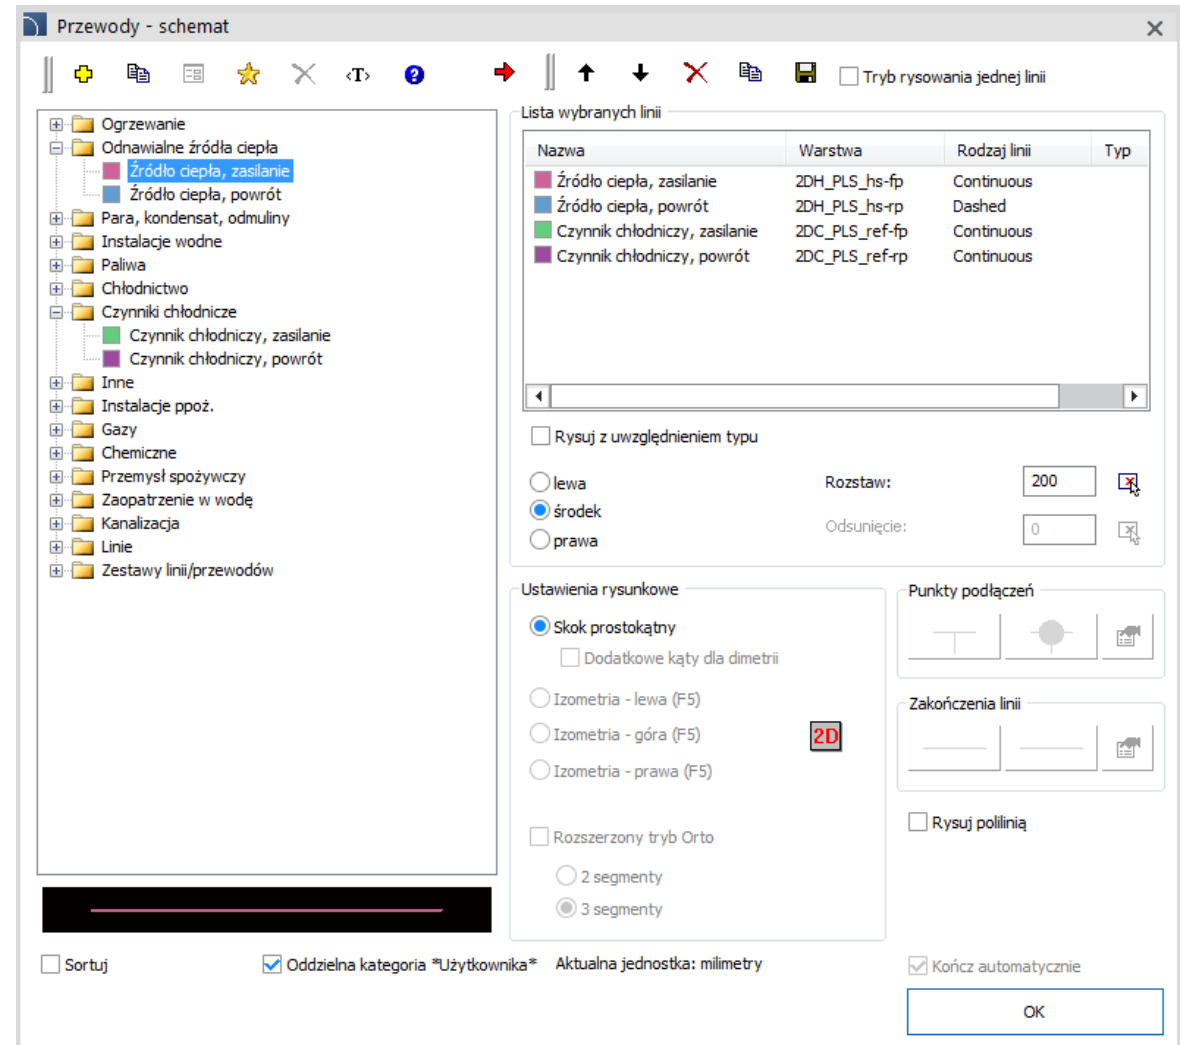 Przewody - schemat
‹T›
Tryb rysowania jednej linii
Ogrzewanie
Odnawialne źródła ciepła
Źródło ciepła, zasilanie
Źródło ciepła, powrót
Para, kondensat, odmuliny
Instalacje wodne
Paliwa
Chłodnictwo
Czynniki chłodnicze
Czynnik chłodniczy, zasilanie
Czynnik chłodniczy, powrót
Inne
Instalacje ppoż.
Gazy
Chemiczne
Przemysł spożywczy
Zaopatrzenie w wodę
Kanalizacja
Linie
Zestawy linii/przewodów
Sortuj
Oddzielna kategoria *Użytkownika*
Lista wybranych linii
Nazwa Warstwa Rodzaj linii Typ
Źródło ciepła, zasilanie 2DH_PLS_hs-fp Continuous
Źródło ciepła, powrót 2DH_PLS_hs-rp Dashed
Czynnik chłodniczy, zasilanie 2DC_PLS_ref-fp Continuous
Czynnik chłodniczy, powrót 2DC_PLS_ref-rp Continuous
Rysuj z uwzględnieniem typu
lewa
środek
prawa
Rozstaw: 200
Odsunięcie: 0
Ustawienia rysunkowe
Skok prostokątny
Dodatkowe kąty dla dimetrii
Izometria - lewa (F5)
Izometria - góra (F5)
Izometria - prawa (F5)
2D
Rozszerzony tryb Orto
2 segmenty
3 segmenty
Punkty podłączeń
Zakończenia linii
Rysuj polilinią
Aktualna jednostka: milimetry
Kończ automatycznie
OK